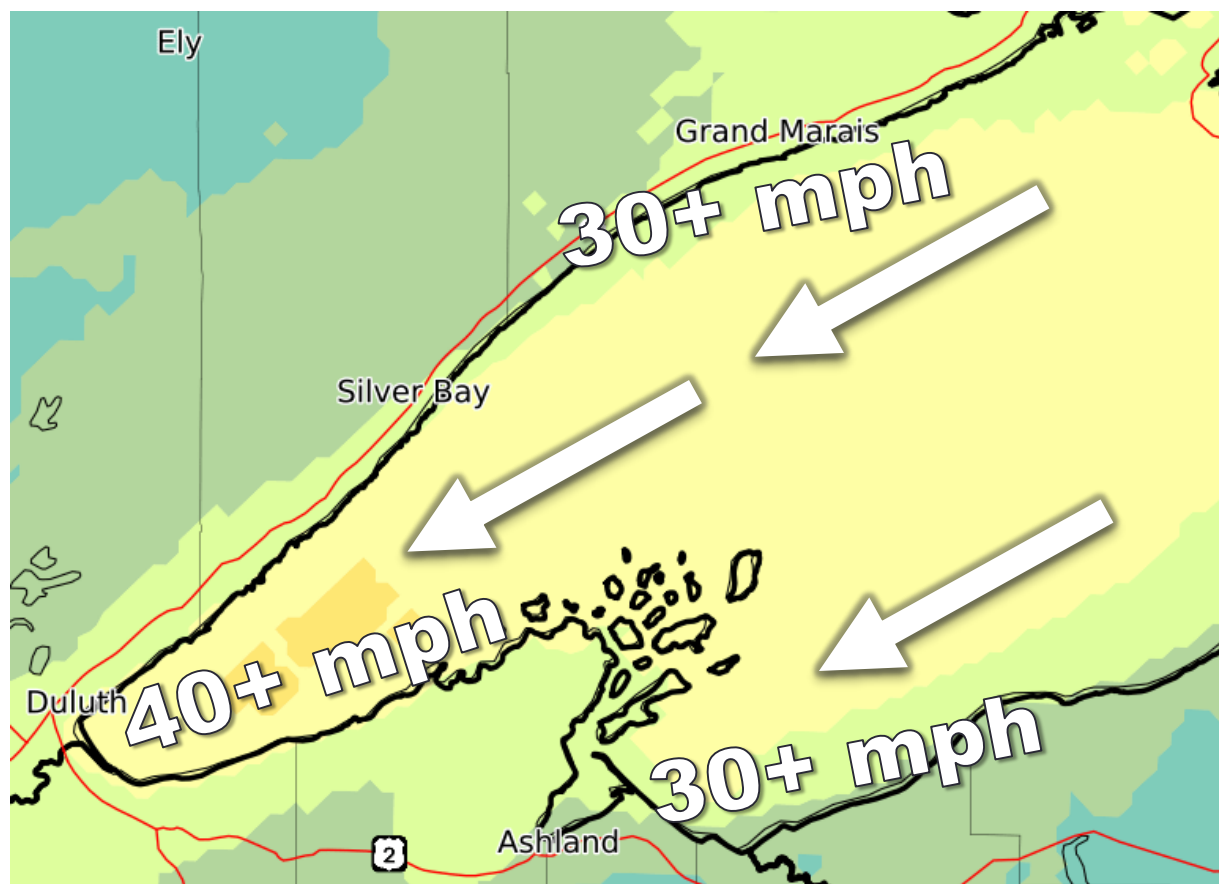 Ely
Grand Marais
30+ mph
Silver Bay
40+ mph
Duluth
30+ mph
Ashland
2